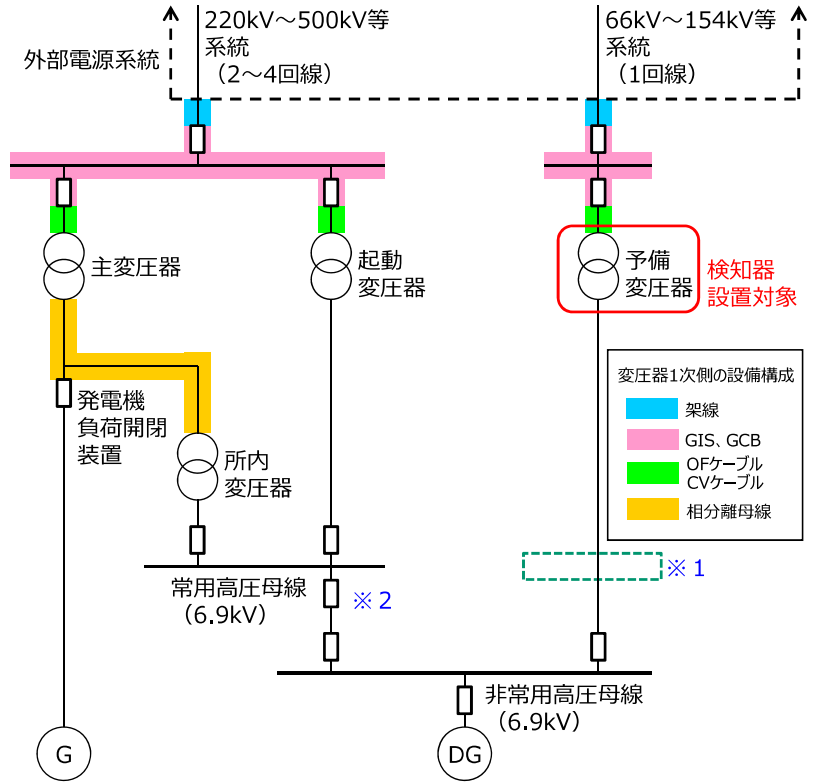 220kV～500kV等
系統
（2～4回線）
66kV～154kV等
系統
（1回線）
外部電源系統
主変圧器
起動
変圧器
予備
変圧器
検知器
設置対象
変圧器1次側の設備構成
架線
GIS、GCB
OFケーブル
CVケーブル
相分離母線
発電機
負荷開閉
装置
所内
変圧器
常用高圧母線
（6.9kV）
※2
※1
非常用高圧母線
（6.9kV）
G
DG